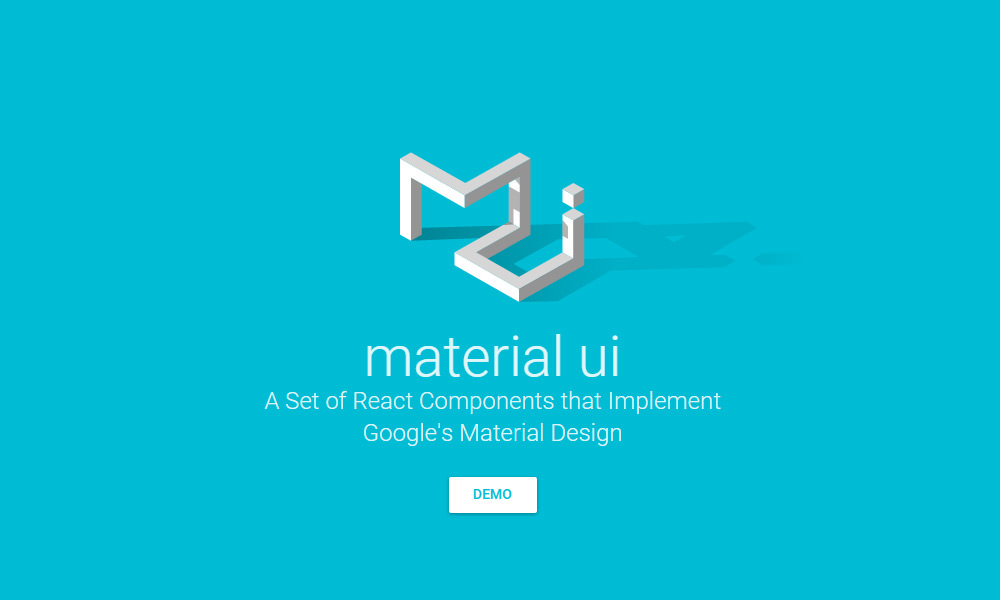 material ui
A Set of React Components that Implement
Google's Material Design
DEMO